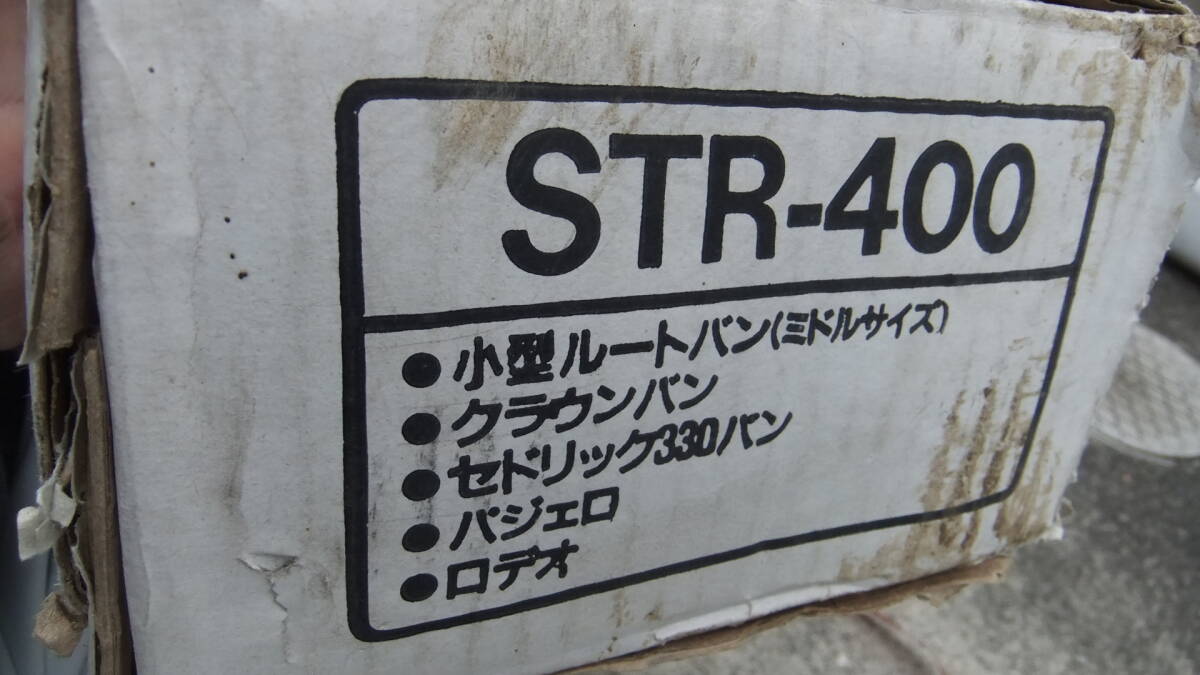 STR-400
●小型ルートバン(ミドルサイズ)
●クラウンバン
●セドリック330バン
●パジェロ
●ロデオ